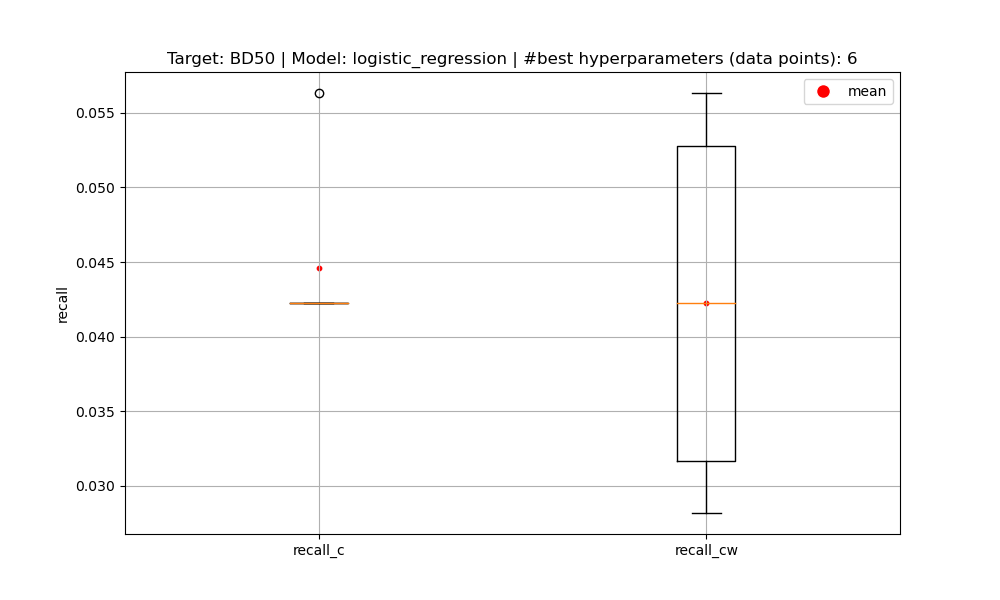 Target: BD50 | Model: logistic_regression | #best hyperparameters (data points): 6
mean
0.055
0.050
0.045
0.040
0.035
0.030
recall
recall_c
recall_cw